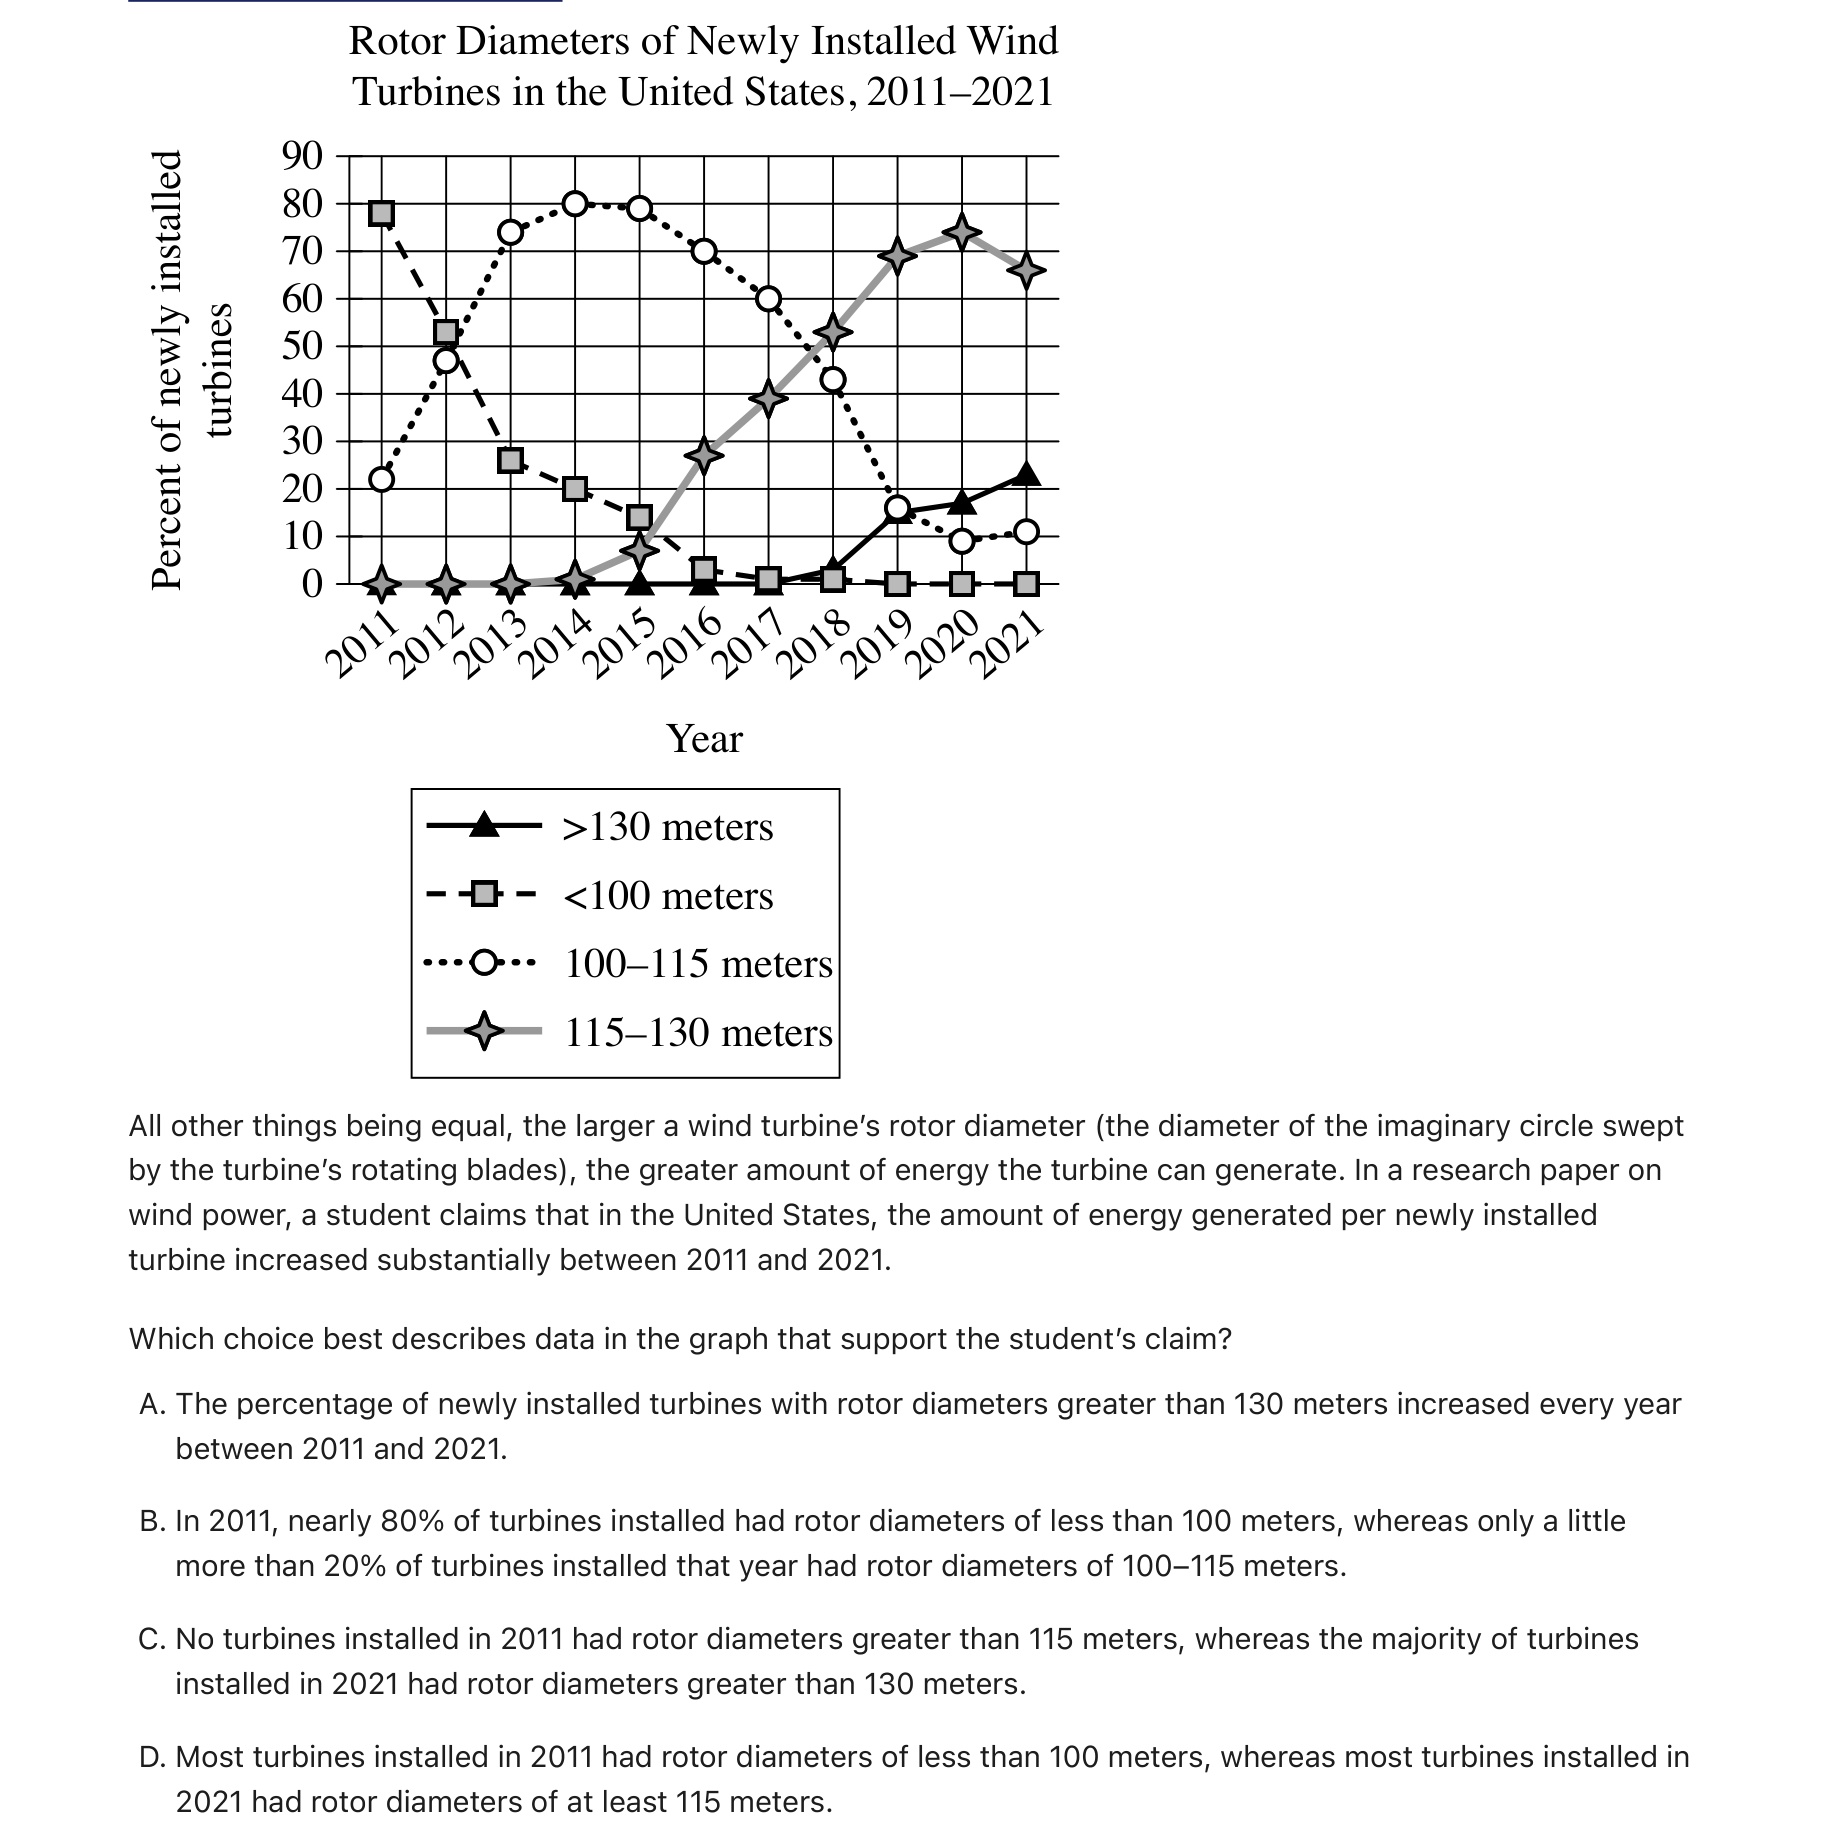 Rotor Diameters of Newly Installed Wind
Turbines in the United States, 2011–2021
Percent of newly installed
turbines
90
80
70
60
50
40
30
20
10
0
2011
2012
2013
2014
2015
2016
2017
2018
2019
2020
2021
Year
>130 meters
<100 meters
100–115 meters
115–130 meters
All other things being equal, the larger a wind turbine’s rotor diameter (the diameter of the imaginary circle swept
by the turbine’s rotating blades), the greater amount of energy the turbine can generate. In a research paper on
wind power, a student claims that in the United States, the amount of energy generated per newly installed
turbine increased substantially between 2011 and 2021.
Which choice best describes data in the graph that support the student’s claim?
A. The percentage of newly installed turbines with rotor diameters greater than 130 meters increased every year
between 2011 and 2021.
B. In 2011, nearly 80% of turbines installed had rotor diameters of less than 100 meters, whereas only a little
more than 20% of turbines installed that year had rotor diameters of 100–115 meters.
C. No turbines installed in 2011 had rotor diameters greater than 115 meters, whereas the majority of turbines
installed in 2021 had rotor diameters greater than 130 meters.
D. Most turbines installed in 2011 had rotor diameters of less than 100 meters, whereas most turbines installed in
2021 had rotor diameters of at least 115 meters.